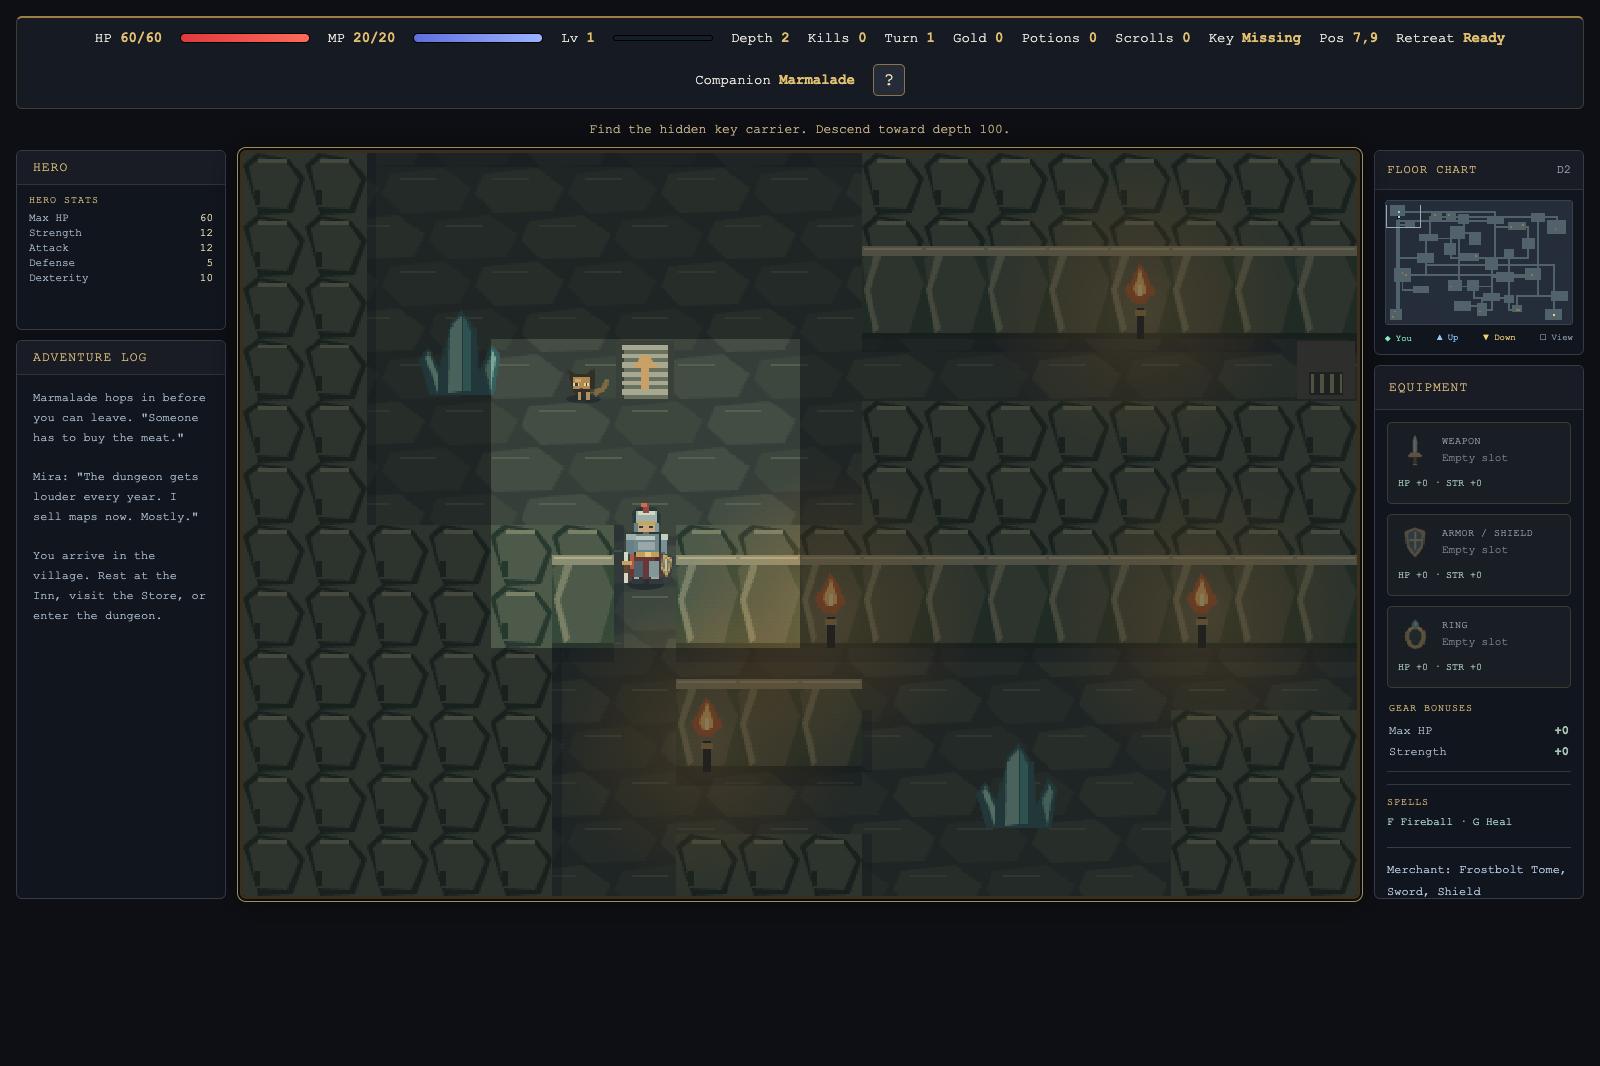 HP 60/60 MP 20/20 Lv 1 Depth 2 Kills 0 Turn 1 Gold 0 Potions 0 Scrolls 0 Key Missing Pos 7,9 Retreat Ready
Companion Marmalade ?
Find the hidden key carrier. Descend toward depth 100.
HERO
HERO STATS
Max HP 60
Strength 12
Attack 12
Defense 5
Dexterity 10
ADVENTURE LOG
Marmalade hops in before
you can leave. "Someone
has to buy the meat."
Mira: "The dungeon gets
louder every year. I
sell maps now. Mostly."
You arrive in the
village. Rest at the
Inn, visit the Store, or
enter the dungeon.
FLOOR CHART D2
◆ You ▲ Up ▼ Down □ View
EQUIPMENT
WEAPON
Empty slot
HP +0 · STR +0
ARMOR / SHIELD
Empty slot
HP +0 · STR +0
RING
Empty slot
HP +0 · STR +0
GEAR BONUSES
Max HP +0
Strength +0
SPELLS
F Fireball · G Heal
Merchant: Frostbolt Tome,
Sword, Shield